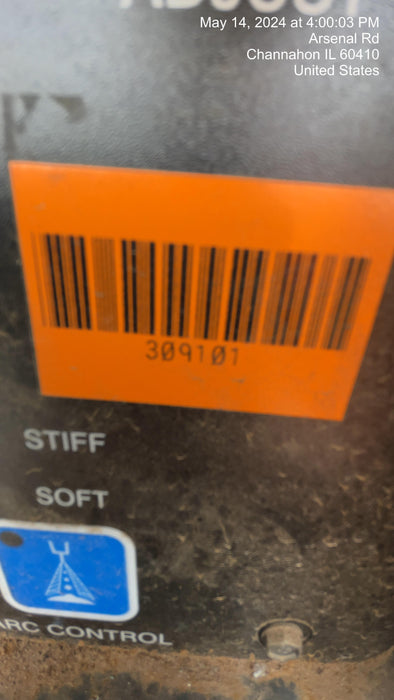 May 14, 2024 at 4:00:03 PM
Arsenal Rd
Channahon IL 60410
United States
309101
STIFF
SOFT
ARC CONTROL